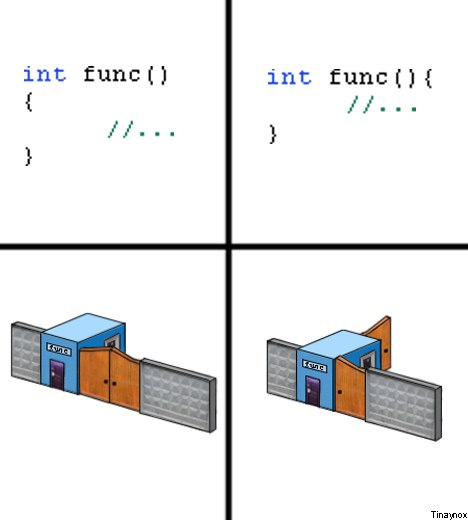 int func()
{
//...
}
int func(){
//...
}
func
func
Tinaynox